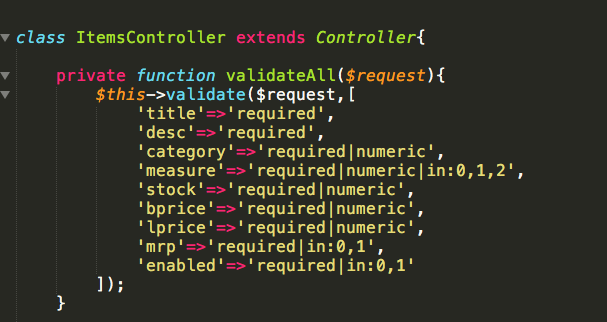 class ItemsController extends Controller{
private function validateAll($request){
$this->validate($request,[
'title'=>'required',
'desc'=>'required',
'category'=>'required|numeric',
'measure'=>'required|numeric|in:0,1,2',
'stock'=>'required|numeric',
'bprice'=>'required|numeric',
'lprice'=>'required|numeric',
'mrp'=>'required|in:0,1',
'enabled'=>'required|in:0,1'
]);
}